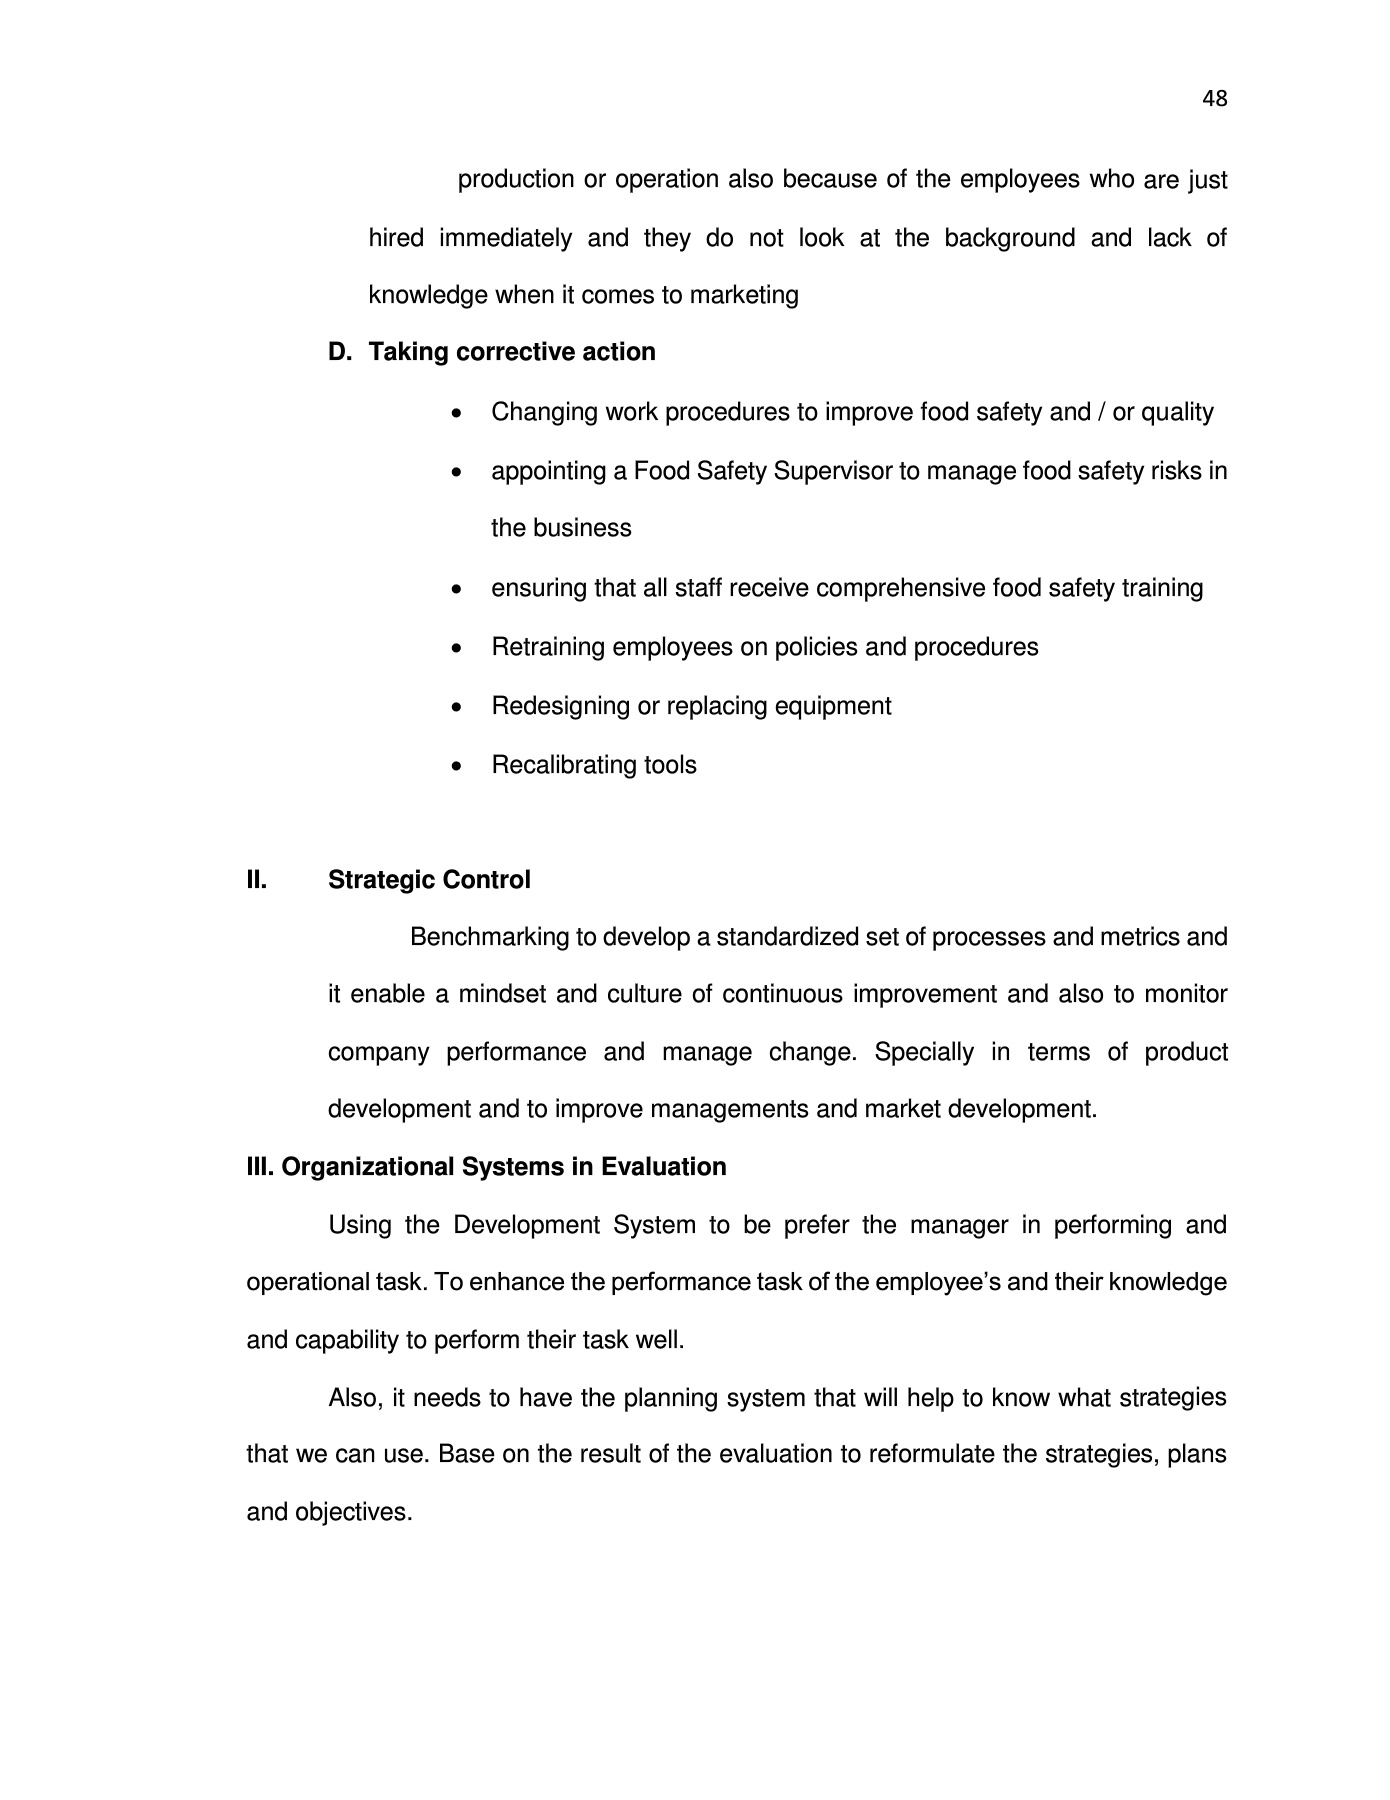 48
production or operation also because of the employees who are just
hired immediately and they do not look at the background and lack of
knowledge when it comes to marketing
D. Taking corrective action
• Changing work procedures to improve food safety and / or quality
• appointing a Food Safety Supervisor to manage food safety risks in
the business
• ensuring that all staff receive comprehensive food safety training
• Retraining employees on policies and procedures
• Redesigning or replacing equipment
• Recalibrating tools
II. Strategic Control
Benchmarking to develop a standardized set of processes and metrics and
it enable a mindset and culture of continuous improvement and also to monitor
company performance and manage change. Specially in terms of product
development and to improve managements and market development.
III. Organizational Systems in Evaluation
Using the Development System to be prefer the manager in performing and
operational task. To enhance the performance task of the employee’s and their knowledge
and capability to perform their task well.
Also, it needs to have the planning system that will help to know what strategies
that we can use. Base on the result of the evaluation to reformulate the strategies, plans
and objectives.